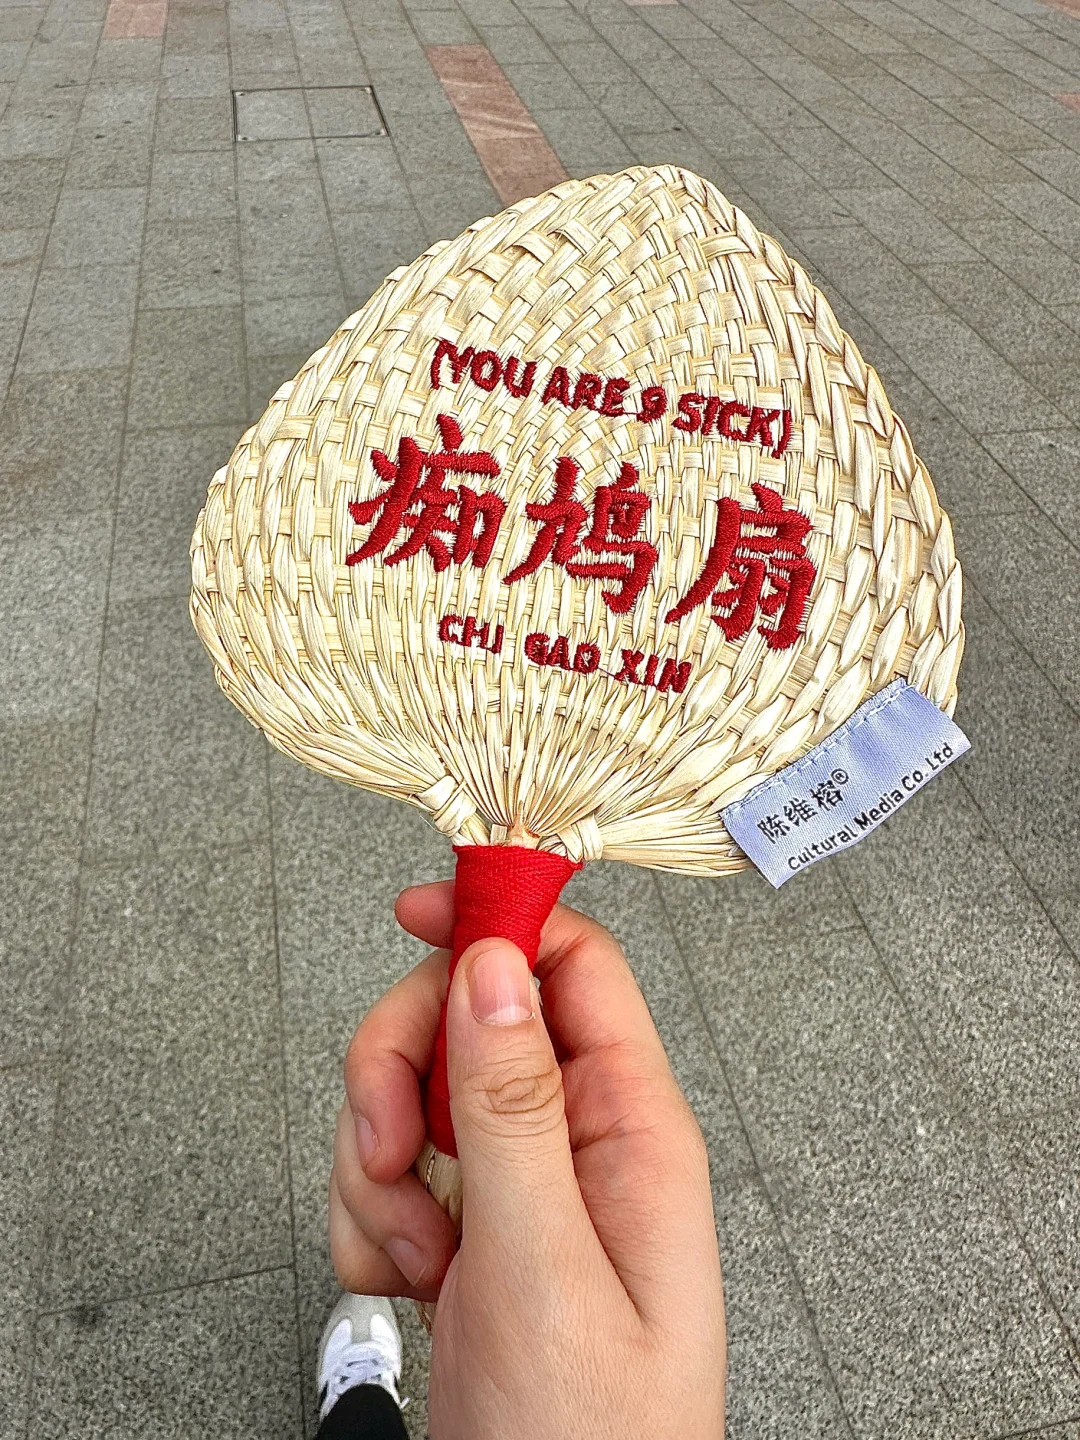 (YOU ARE 9 SICK)
痴鸠扇
CHI GAO XIN
陈维榕®
Cultural Media Co. Ltd